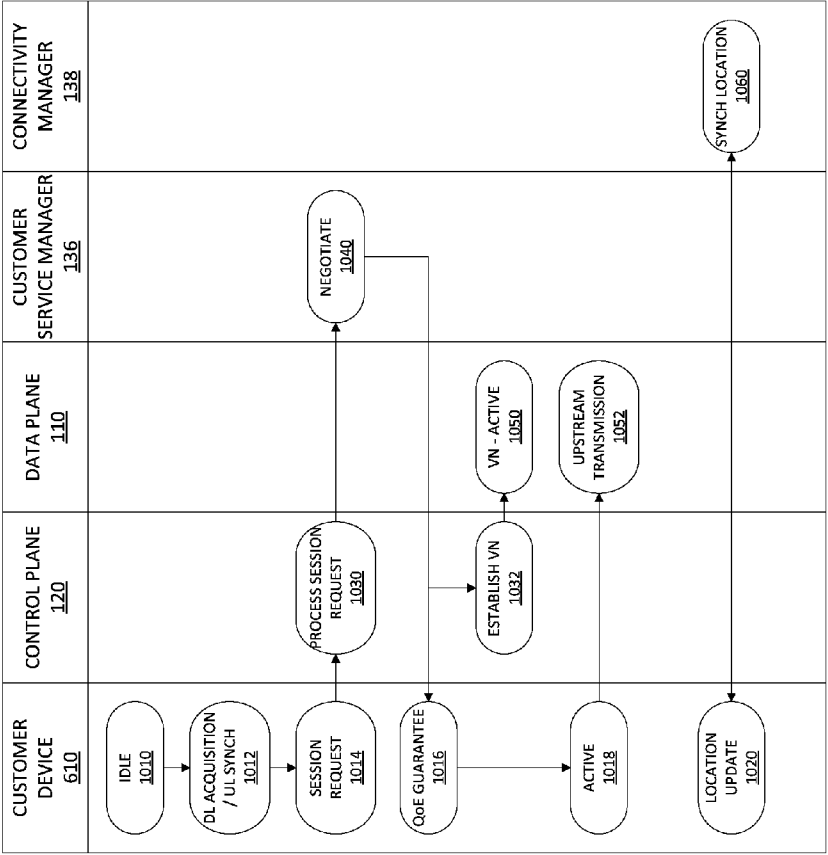 CUSTOMER
DEVICE
610
CONTROL PLANE
120
DATA PLANE
110
CUSTOMER
SERVICE MANAGER
136
CONNECTIVITY
MANAGER
138
IDLE
1010
DL ACQUISITION
/ UL SYNCH
1012
SESSION
REQUEST
1014
PROCESS SESSION
REQUEST
1030
NEGOTIATE
1040
QoE GUARANTEE
1016
ESTABLISH VN
1032
VN - ACTIVE
1050
ACTIVE
1018
UPSTREAM
TRANSMISSION
1052
LOCATION
UPDATE
1020
SYNCH LOCATION
1060